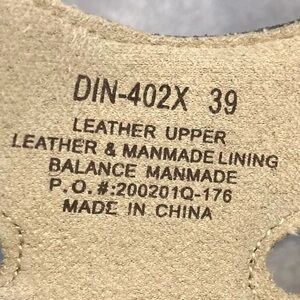 DIN-402X 39
LEATHER UPPER
LEATHER & MANMADE LINING
BALANCE MANMADE
P.O.#:200201Q-176
MADE IN CHINA